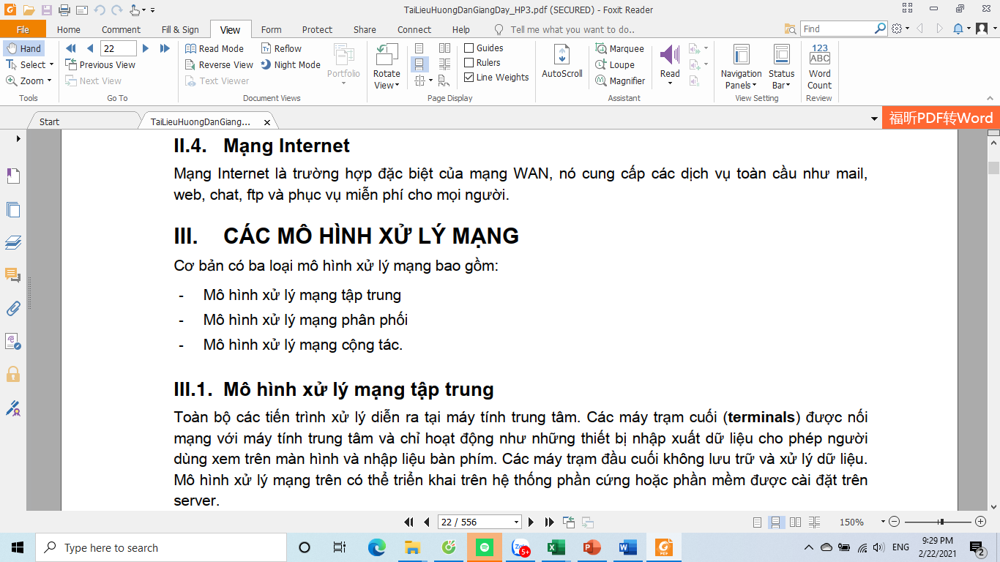 TaiLieuHuongDanGiangDay_HP3.pdf (SECURED) - Foxit Reader
File Home Comment Fill & Sign View Form Protect Share Connect Help Tell me what you want to do.. Find
Hand 22 Read Mode Reflow Guides Marquee 123
Select Previous View Reverse View Night Mode Portfolio Rotate View Rulers AutoScroll Loupe Read Navigation Panels Status Bar ABC Word Count
Zoom Next View Text Viewer Line Weights Magnifier
Tools Go To Document Views Page Display Assistant View Setting Review
Start TaiLieuHuongDanGiang... 福昕PDF转Word
II.4. Mạng Internet
Mạng Internet là trường hợp đặc biệt của mạng WAN, nó cung cấp các dịch vụ toàn cầu như mail,
web, chat, ftp và phục vụ miễn phí cho mọi người.
III. CÁC MÔ HÌNH XỬ LÝ MẠNG
Cơ bản có ba loại mô hình xử lý mạng bao gồm:
- Mô hình xử lý mạng tập trung
- Mô hình xử lý mạng phân phối
- Mô hình xử lý mạng cộng tác.
III.1. Mô hình xử lý mạng tập trung
Toàn bộ các tiến trình xử lý diễn ra tại máy tính trung tâm. Các máy trạm cuối (terminals) được nối
mạng với máy tính trung tâm và chỉ hoạt động như những thiết bị nhập xuất dữ liệu cho phép người
dùng xem trên màn hình và nhập liệu bàn phím. Các máy trạm đầu cuối không lưu trữ và xử lý dữ liệu.
Mô hình xử lý mạng trên có thể triển khai trên hệ thống phần cứng hoặc phần mềm được cài đặt trên
server.
22 / 556 150%
Type here to search Zalo 5+ ENG 9:29 PM
2/22/2021 2